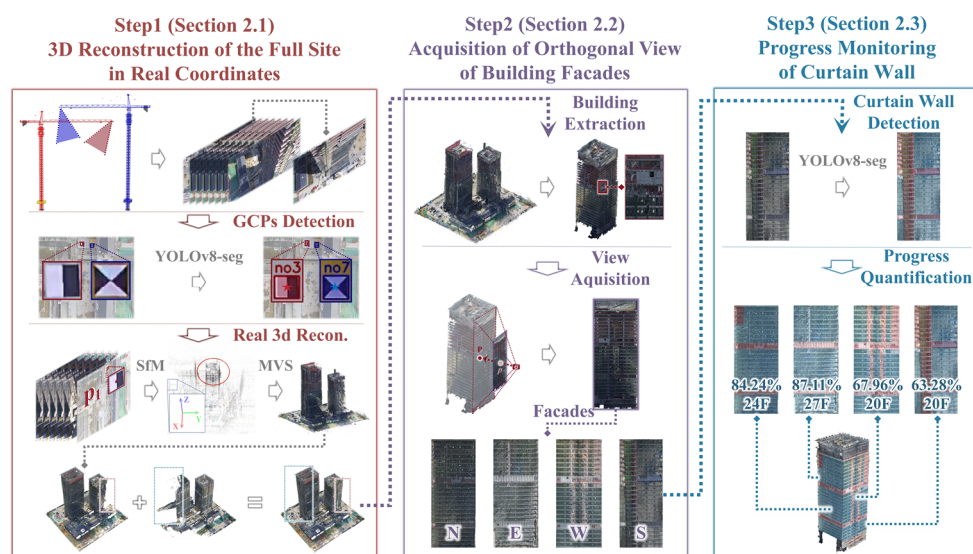 Step1 (Section 2.1)
3D Reconstruction of the Full Site
in Real Coordinates
GCPs Detection
YOLOv8-seg
no3
no7
Real 3d Recon.
p1
SfM
MVS
Z
Y
X
Step2 (Section 2.2)
Acquisition of Orthogonal View
of Building Facades
Building
Extraction
View
Aquisition
P
p
Facades
N
E
W
S
Step3 (Section 2.3)
Progress Monitoring
of Curtain Wall
Curtain Wall
Detection
YOLOv8-seg
Progress
Quantification
84.24%
24F
87.11%
27F
67.96%
20F
63.28%
20F